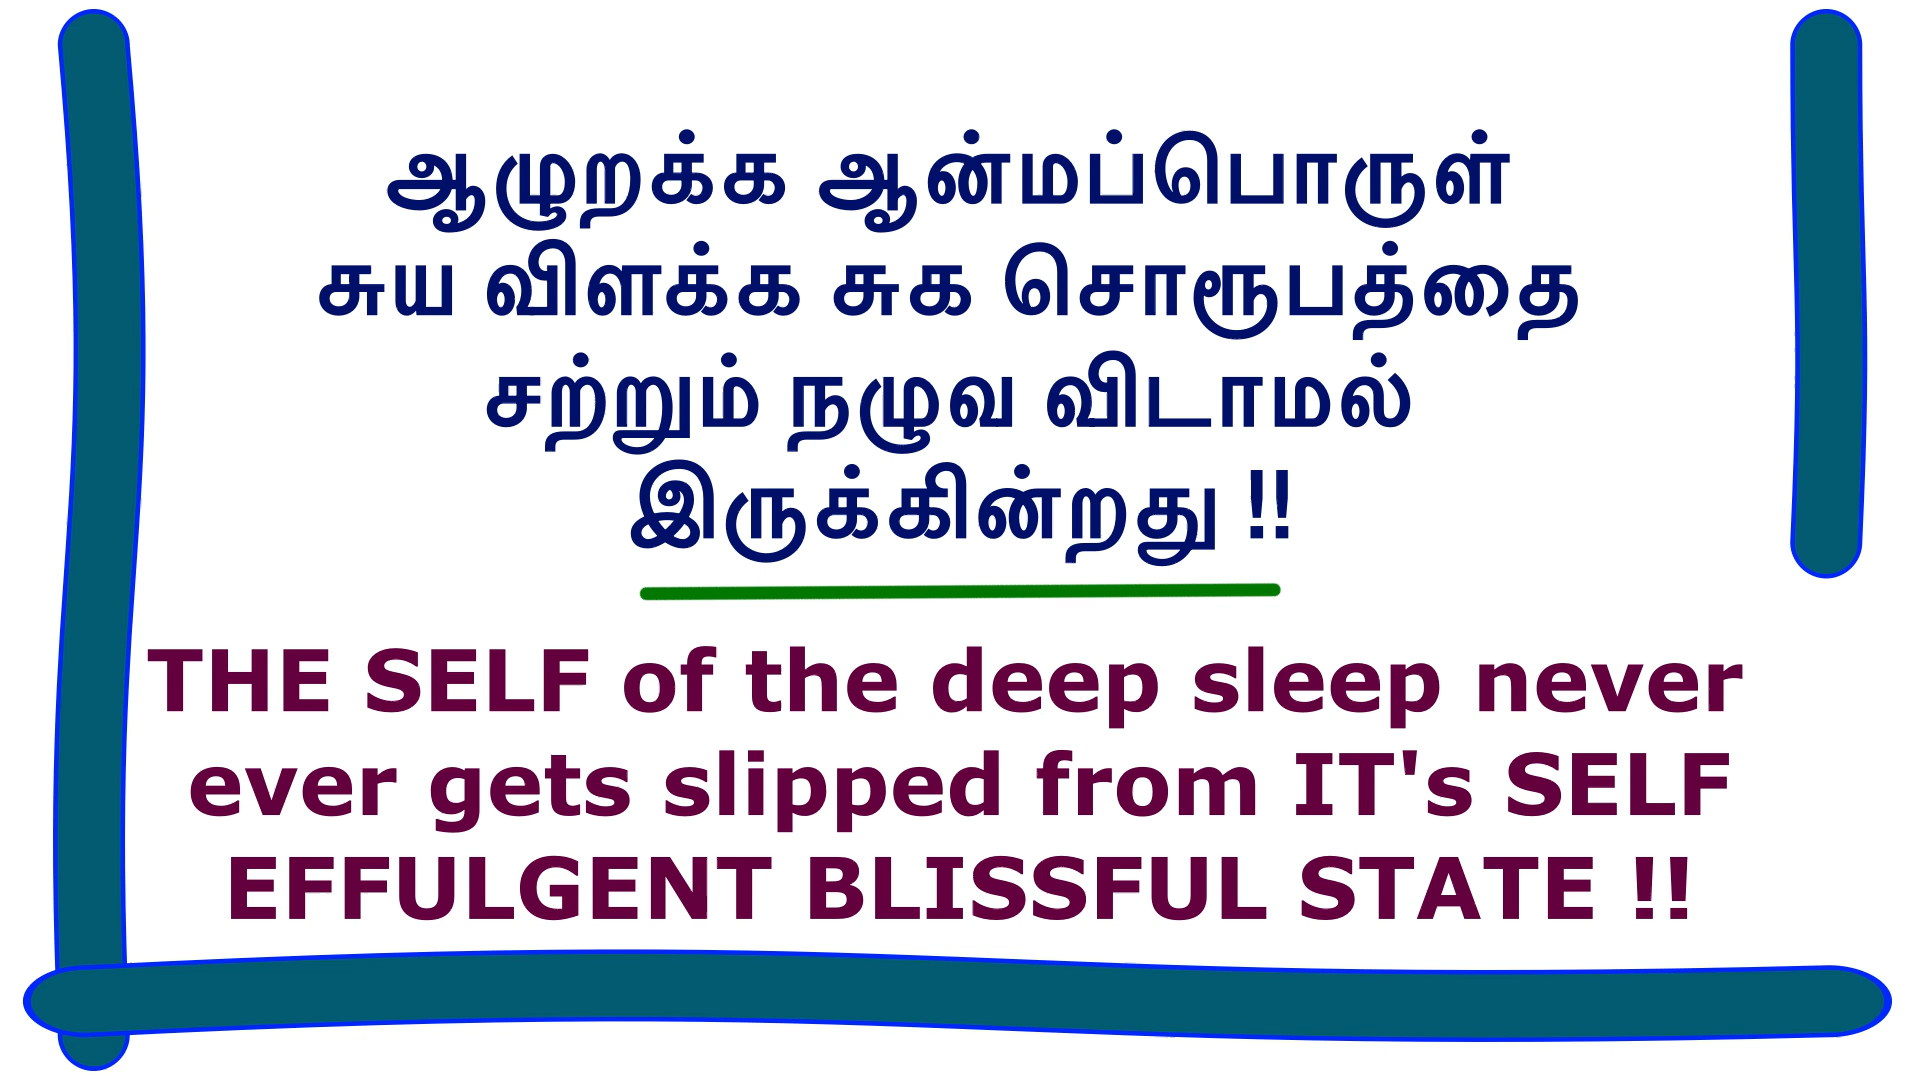 ஆழுறக்க ஆன்மப்பொருள்
சுய விளக்க சுக சொரூபத்தை
சற்றும் நழுவ விடாமல்
இருக்கின்றது !!
THE SELF of the deep sleep never
ever gets slipped from IT's SELF
EFFULGENT BLISSFUL STATE !!